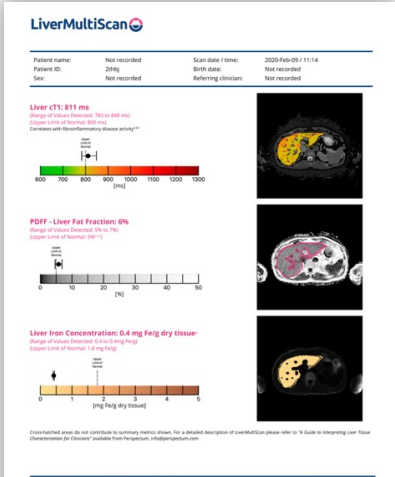 LiverMultiScan
Patient name: Not recorded Scan date / time: 2020-Feb-09 / 11:14
Patient ID: 2thbj Birth date: Not recorded
Sex: Not recorded Referring clinician: Not recorded
Liver cT1: 811 ms
(Range of Values Detected: 783 to 848 ms)
(Upper Limit of Normal: 800 ms)
Correlates with fibroinflammatory disease activity
Upper
Limit of
Normal
600 700 800 900 1000 1100 1200 1300
[ms]
PDFF - Liver Fat Fraction: 6%
(Range of Values Detected: 5% to 7%)
(Upper Limit of Normal: 5%
Upper
Limit of
Normal
0 10 20 30 40 50
[%]
Liver Iron Concentration: 0.4 mg Fe/g dry tissue
(Range of Values Detected: 0.4 to 0.4mg Fe/g)
(Upper Limit of Normal: 1.8 mg Fe/g)
Upper
Limit of
Normal
0 1 2 3 4 5
[mg Fe/g dry tissue]
Cross-hatched areas do not contribute to summary metrics shown. For a detailed description of LiverMultiScan please refer to "A Guide to Interpreting Liver Tissue
Characterization for Clinicians" available from Perspectum, info@perspectum.com